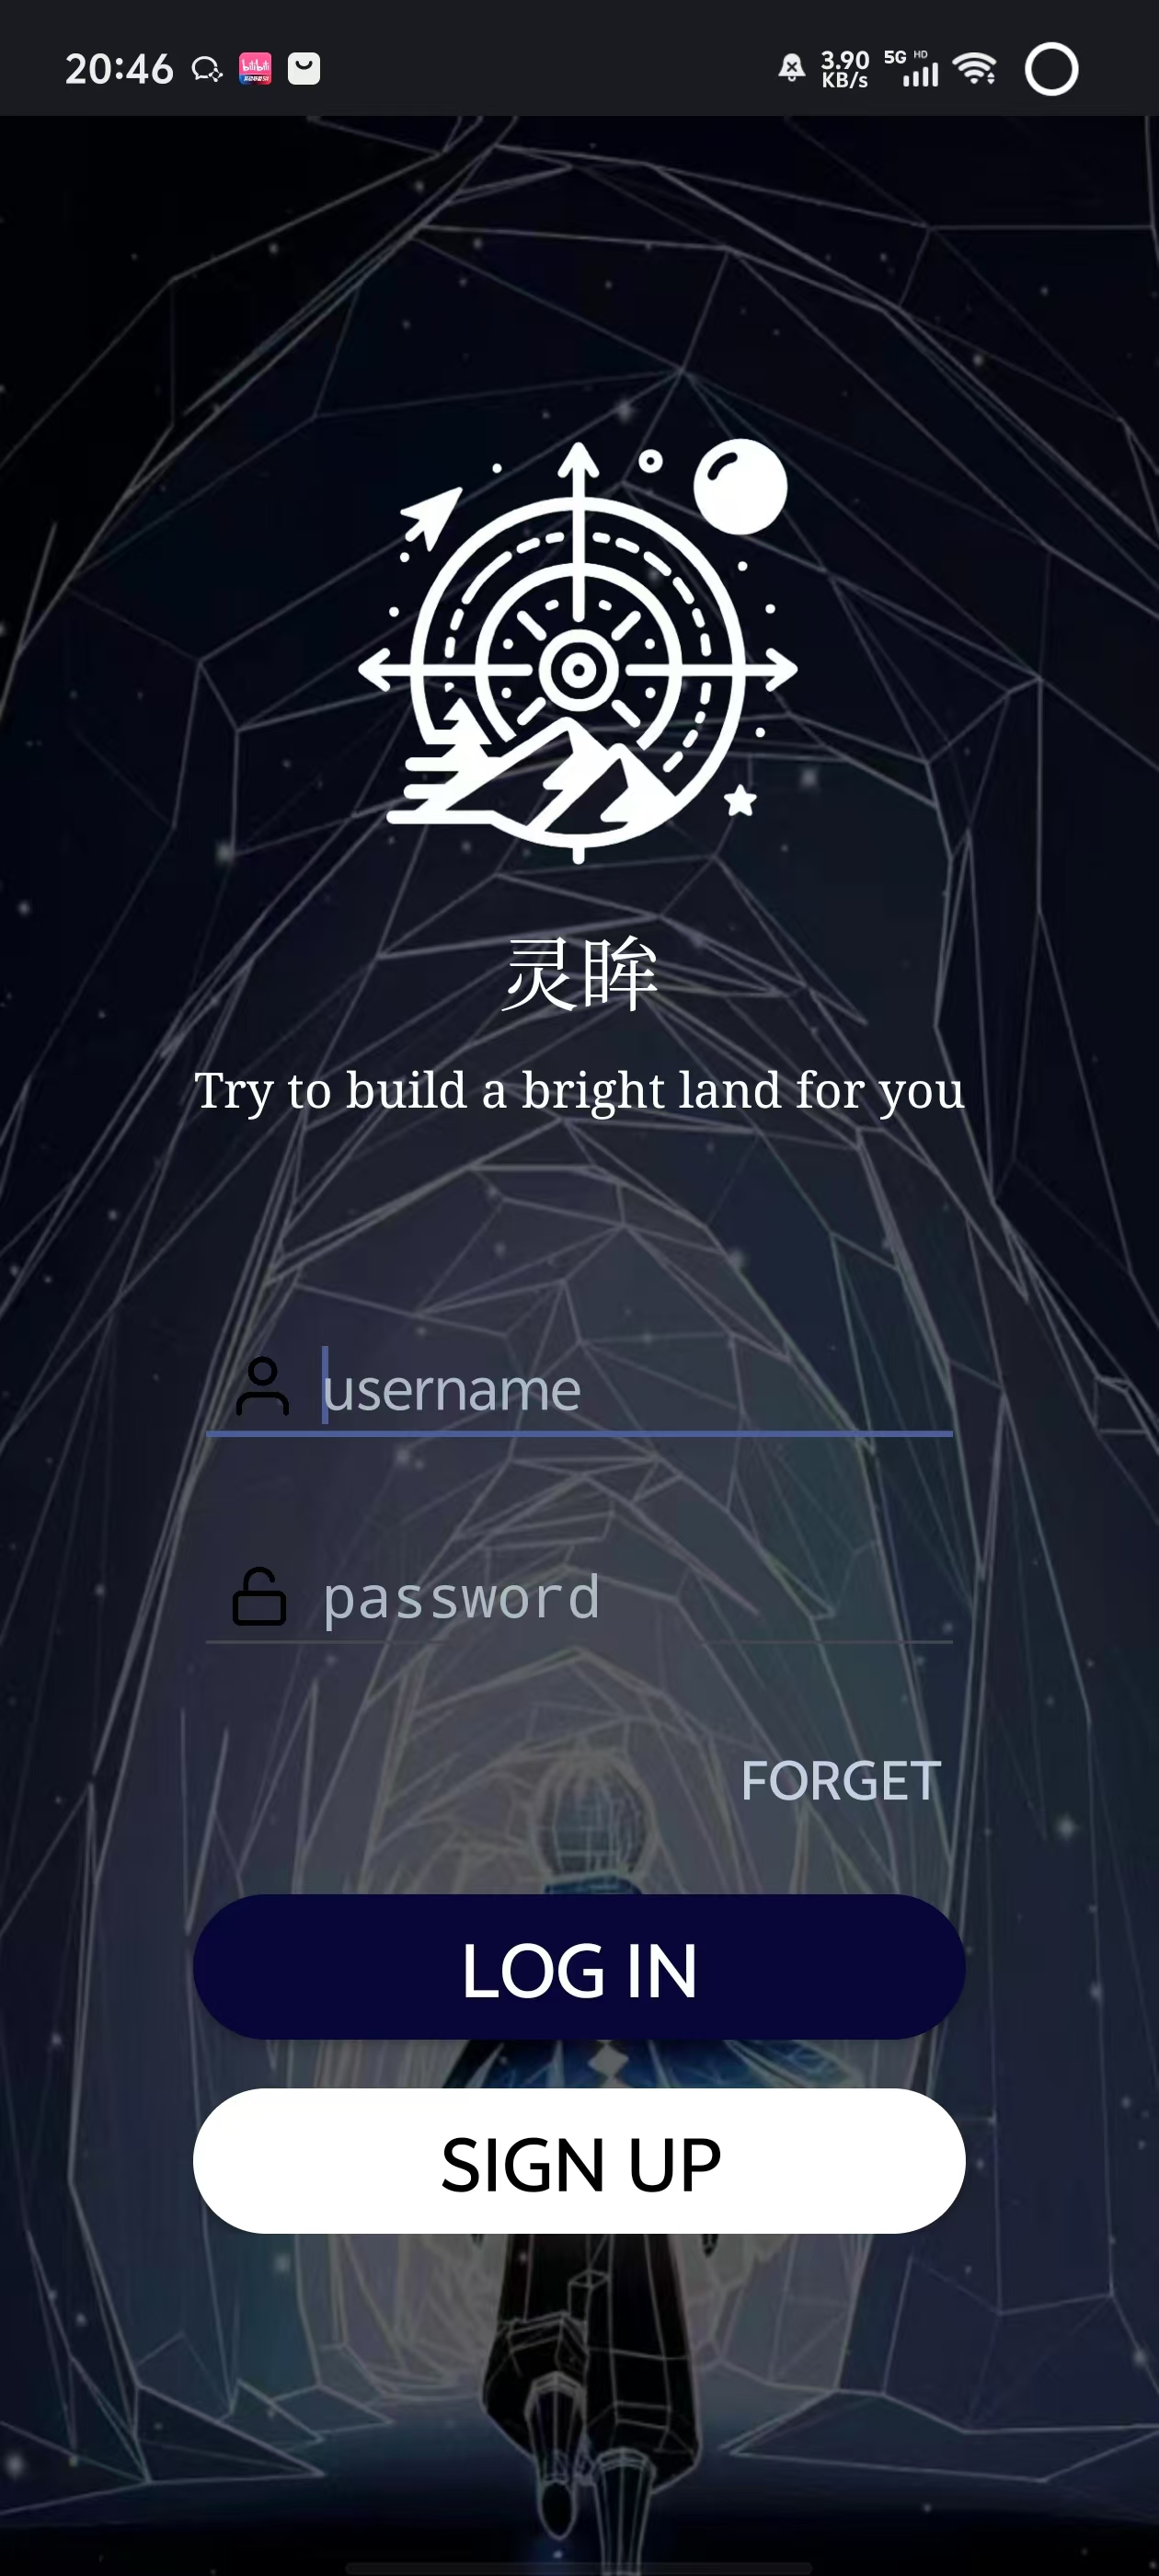 20:46
3.90 KB/s 5G HD
灵眸
Try to build a bright land for you
username
password
FORGET
LOG IN
SIGN UP